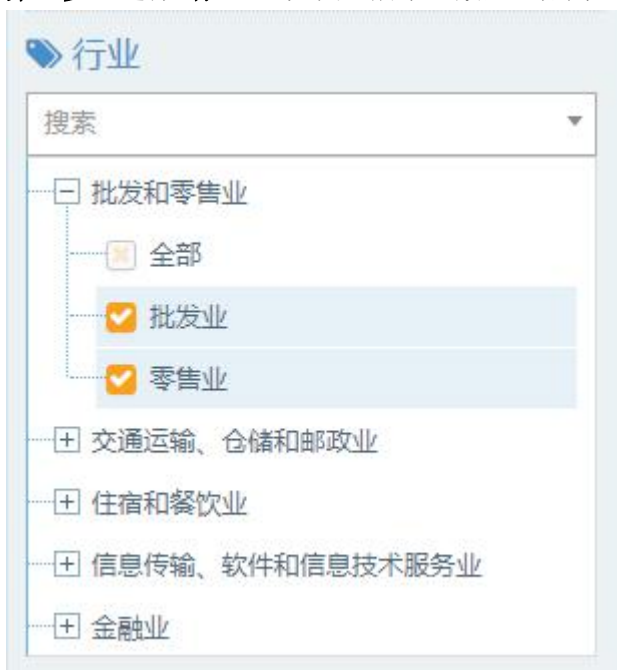 行业
搜索
批发和零售业
全部
批发业
零售业
交通运输、仓储和邮政业
住宿和餐饮业
信息传输、软件和信息技术服务业
金融业